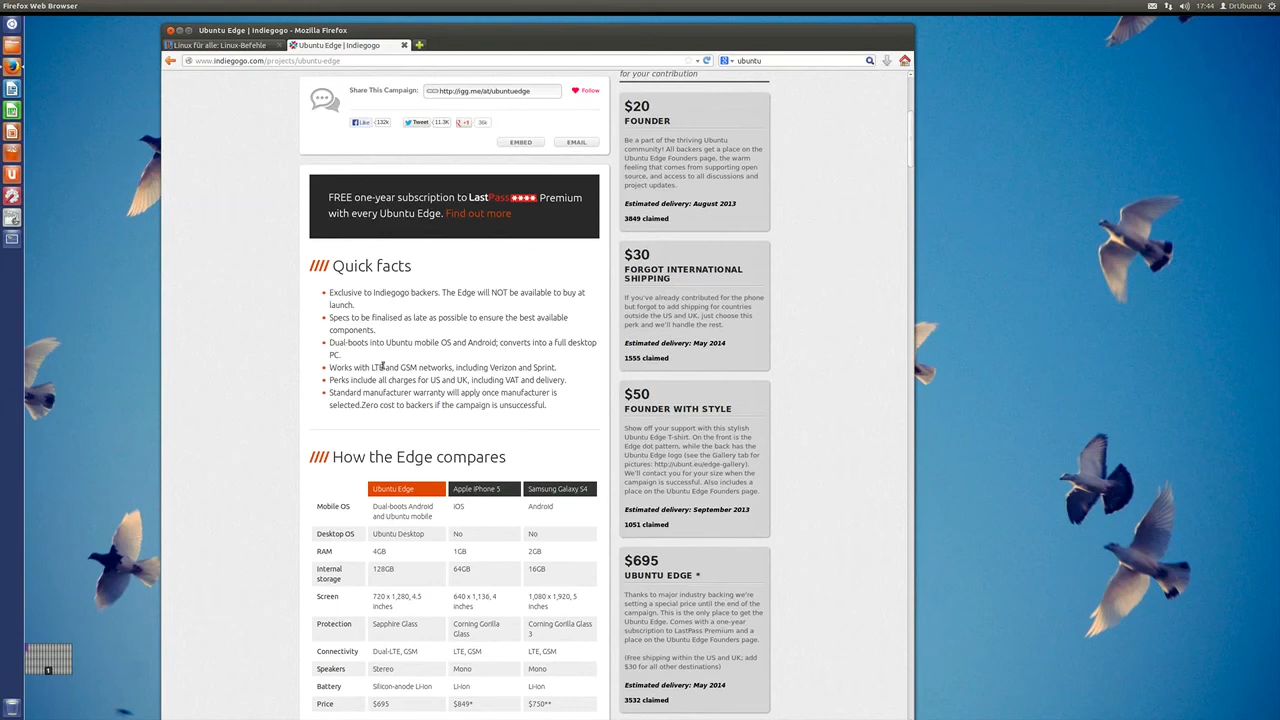 Firefox Web Browser
17:44
DrUbuntu
Ubuntu Edge | Indiegogo - Mozilla Firefox
Linux für alle: Linux-Befehle
Ubuntu Edge | Indiegogo
www.indiegogo.com/projects/ubuntu-edge
ubuntu
Share This Campaign:
http://igg.me/at/ubuntuedge
Follow
Like
132k
Tweet
11.3K
+1
36k
EMBED
EMAIL
FREE one-year subscription to LastPass Premium
with every Ubuntu Edge. Find out more
//// Quick facts
Exclusive to Indiegogo backers. The Edge will NOT be available to buy at
launch.
Specs to be finalised as late as possible to ensure the best available
components.
Dual-boots into Ubuntu mobile OS and Android; converts into a full desktop
PC.
Works with LTE and GSM networks, including Verizon and Sprint.
Perks include all charges for US and UK, including VAT and delivery.
Standard manufacturer warranty will apply once manufacturer is
selected.Zero cost to backers if the campaign is unsuccessful.
//// How the Edge compares
Ubuntu Edge Apple iPhone 5 Samsung Galaxy S4
Mobile OS Dual-boots Android iOS Android
and Ubuntu mobile
Desktop OS Ubuntu Desktop No No
RAM 4GB 1GB 2GB
Internal 128GB 64GB 16GB
storage
Screen 720 x 1,280, 4.5 640 x 1,136, 4 1,080 x 1,920, 5
inches inches inches
Protection Sapphire Glass Corning Gorilla Corning Gorilla Glass
Glass 3
Connectivity Dual-LTE, GSM LTE, GSM LTE, GSM
Speakers Stereo Mono Mono
Battery Silicon-anode Li-Ion Li-Ion Li-Ion
Price $695 $849* $750**
for your contribution
$20
FOUNDER
Be a part of the thriving Ubuntu
community! All backers get a place on the
Ubuntu Edge Founders page, the warm
feeling that comes from supporting open
source, and access to all discussions and
project updates.
Estimated delivery: August 2013
3849 claimed
$30
FORGOT INTERNATIONAL
SHIPPING
If you've already contributed for the phone
but forgot to add shipping for countries
outside the US and UK, just choose this
perk and we'll handle the rest.
Estimated delivery: May 2014
1555 claimed
$50
FOUNDER WITH STYLE
Show off your support with this stylish
Ubuntu Edge T-shirt. On the front is the
Edge dot pattern, while the back has the
Ubuntu Edge logo (see the Gallery tab for
pictures: http://ubunt.eu/edge-gallery).
We'll contact you for your size when the
campaign is successful. Also includes a
place on the Ubuntu Edge Founders page.
Estimated delivery: September 2013
1051 claimed
$695
UBUNTU EDGE *
Thanks to major industry backing we're
setting a special price until the end of the
campaign. This is the only place to get the
Ubuntu Edge. Comes with a one-year
subscription to LastPass Premium and a
place on the Ubuntu Edge Founders page.
(Free shipping within the US and UK; add
$30 for all other destinations)
Estimated delivery: May 2014
3532 claimed
1